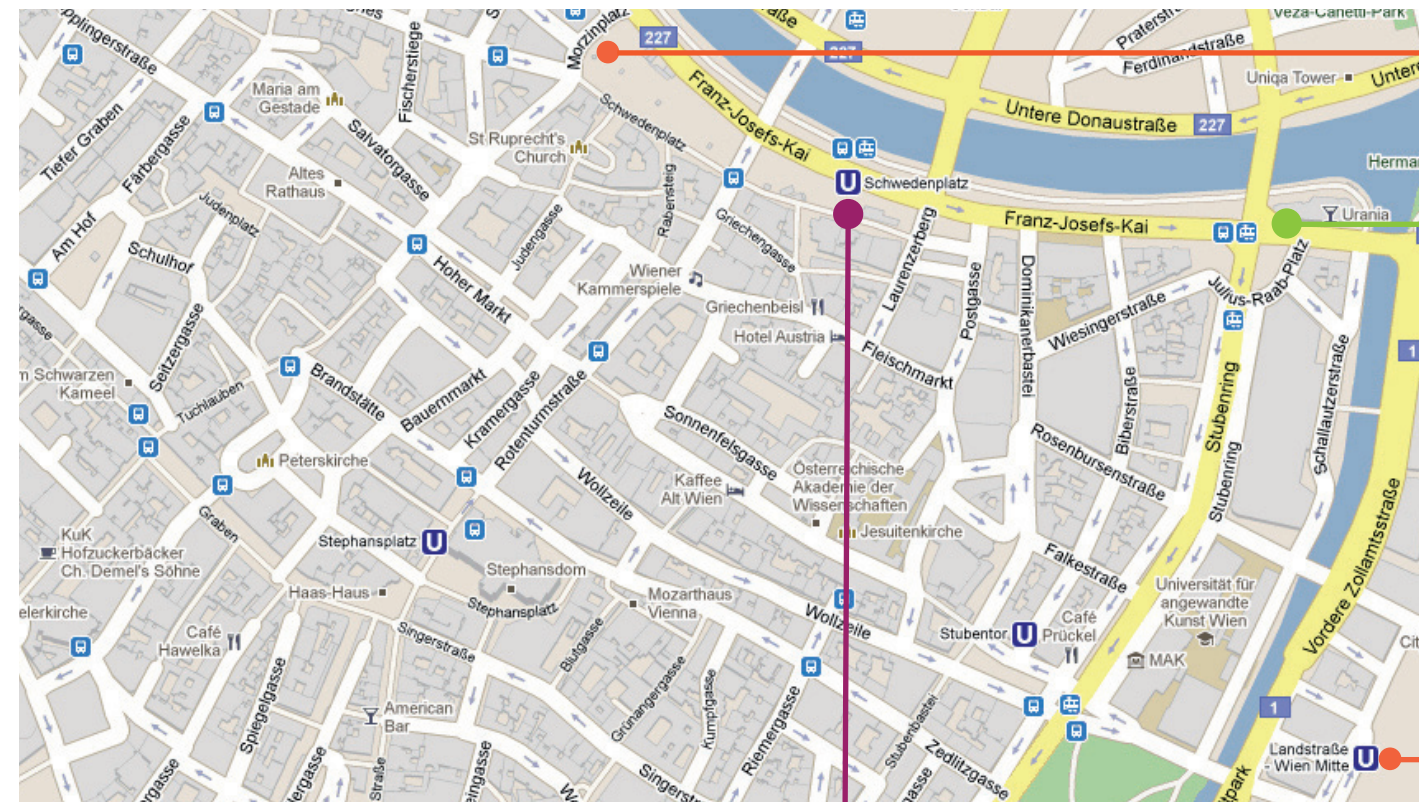 Morzinplatz
227
227
Praterstr
Veza-Canetti-Park
Ferdinandstraße
Uniqa Tower
Untere
Untere Donaustraße
227
Maria am
Gestade
Fischerstiege
Tiefer Graben
Färbergasse
Salvatorgasse
St Ruprecht's
Church
Schwedenplatz
Franz-Josefs-Kai
U
Schwedenplatz
Altes
Rathaus
Judenplatz
Rabensteig
Griechengasse
Judengasse
Am Hof
Schulhof
Hoher Markt
Wiener
Kammerspiele
Griechenbeisl
Hotel Austria
Laurenzerberg
Franz-Josefs-Kai
Urania
Julius-Raab-Platz
Postgasse
Dominikanerbastei
Wiesingerstraße
Fleischmarkt
m Schwarzen
Kameel
Seitzergasse
Tuchlauben
Brandstätte
Bauernmarkt
Kramergasse
Rotenturmstraße
Sonnenfelsgasse
Biberstraße
Rosenbursenstraße
Stubenring
Stubenring
Schallautzerstraße
1
Peterskirche
Graben
Wollzeile
Kaffee
Alt Wien
Österreichische
Akademie der
Wissenschaften
Jesuitenkirche
KuK
Hofzuckerbäcker
Ch. Demel's Söhne
Stephansplatz
U
Stephansdom
Haas-Haus
Stephansplatz
Mozarthaus
Vienna
Falkestraße
Universität für
angewandte
Kunst Wien
Vordere Zollamtsstraße
elerkirche
Café
Hawelka
Singerstraße
Blutgasse
Wollzeile
Stubentor
U
Café
Prückel
MAK
Cit
Spiegelgasse
American
Bar
Grünangergasse
Kumpfgasse
Riemergasse
Stubenbastei
Zedlitzgasse
1
Landstraße
- Wien Mitte
U
Straße
Singerstr